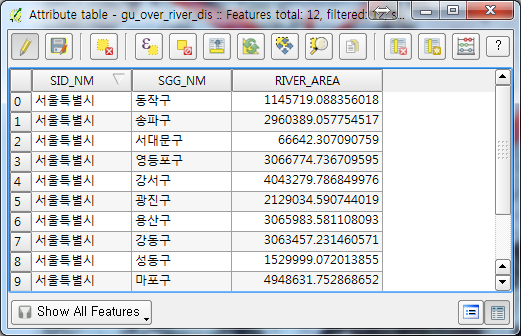 Attribute table - gu_over_river_dis :: Features total: 12, filtered: 12 s...
ε
?
SID_NM SGG_NM RIVER_AREA
0 서울특별시 동작구 1145719.088356018
1 서울특별시 송파구 2960389.057754517
2 서울특별시 서대문구 66642.307090759
3 서울특별시 영등포구 3066774.736709595
4 서울특별시 강서구 4043279.786849976
5 서울특별시 광진구 2129034.590744019
6 서울특별시 용산구 3065983.581108093
7 서울특별시 강동구 3063457.231460571
8 서울특별시 성동구 1529999.072013855
9 서울특별시 마포구 4948631.752868652
Show All Features